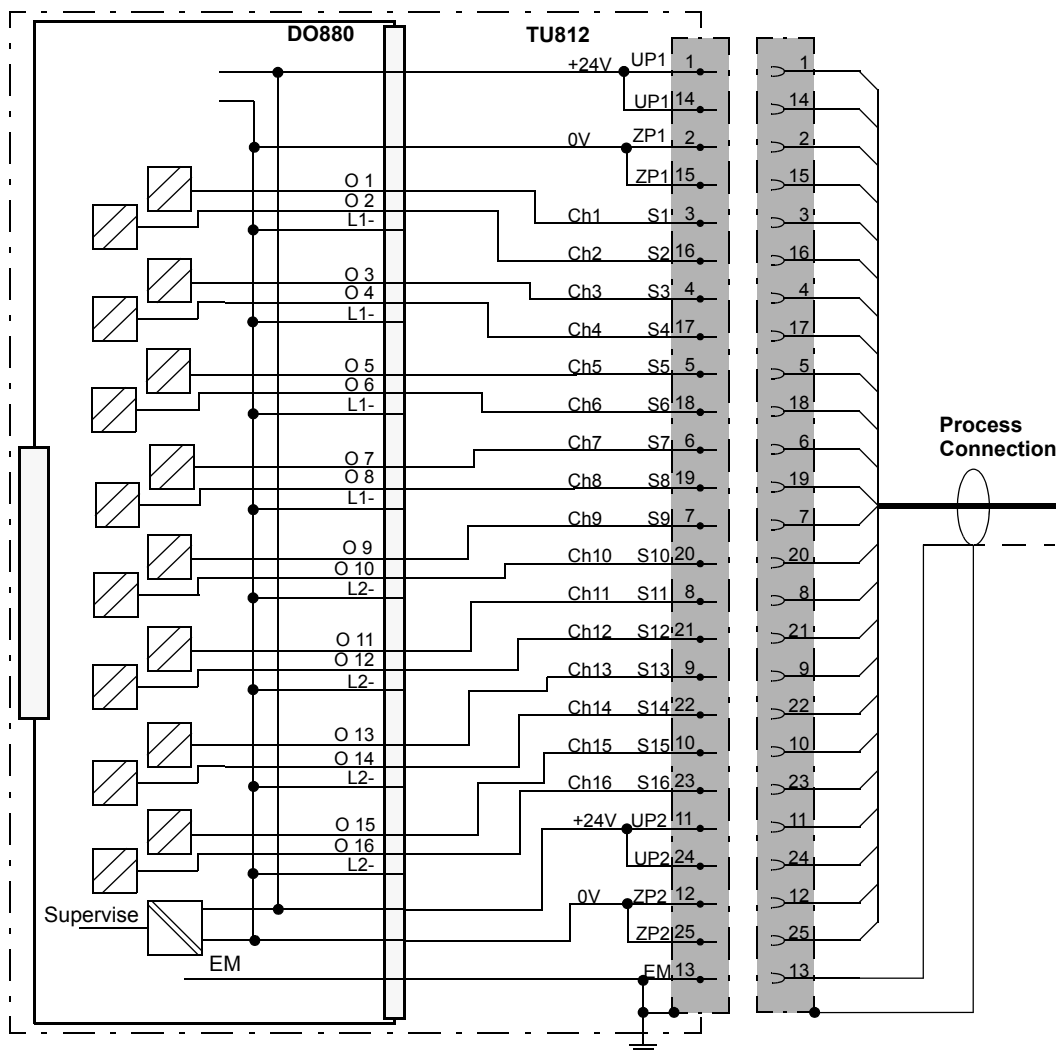 DO880 TU812
+24V UP1 1 1
UP1 14 14
0V ZP1 2 2
ZP1 15 15
O 1
Ch1 S1 3 3
O 2
L1-
Ch2 S2 16 16
O 3
Ch3 S3 4 4
O 4
L1-
Ch4 S4 17 17
O 5
Ch5 S5 5 5
O 6
L1-
Ch6 S6 18 18
Process
Connection
O 7
Ch7 S7 6 6
O 8
Ch8 S8 19 19
L1-
Ch9 S9 7 7
O 9
Ch10 S10 20 20
O 10
L2-
Ch11 S11 8 8
O 11
Ch12 S12 21 21
O 12
L2-
Ch13 S13 9 9
Ch14 S14 22 22
O 13
Ch15 S15 10 10
O 14
L2-
Ch16 S16 23 23
O 15
+24V UP2 11 11
O 16
L2-
UP2 24 24
0V ZP2 12 12
Supervise
ZP2 25 25
EM
EM 13 13